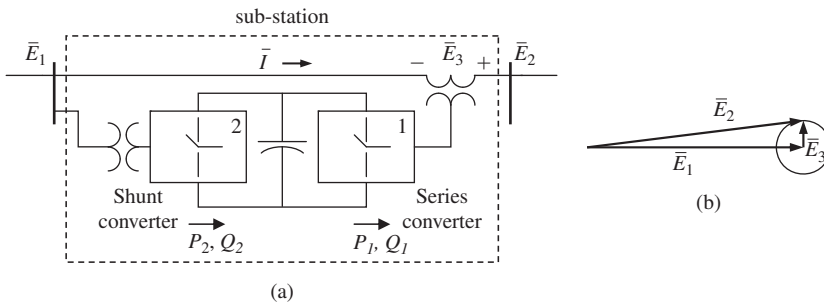 sub-station
Ē₁
Ī
− Ē₃ +
Ē₂
2
1
Shunt
converter
Series
converter
P₂, Q₂
P₁, Q₁
(a)
Ē₂
Ē₃
Ē₁
(b)